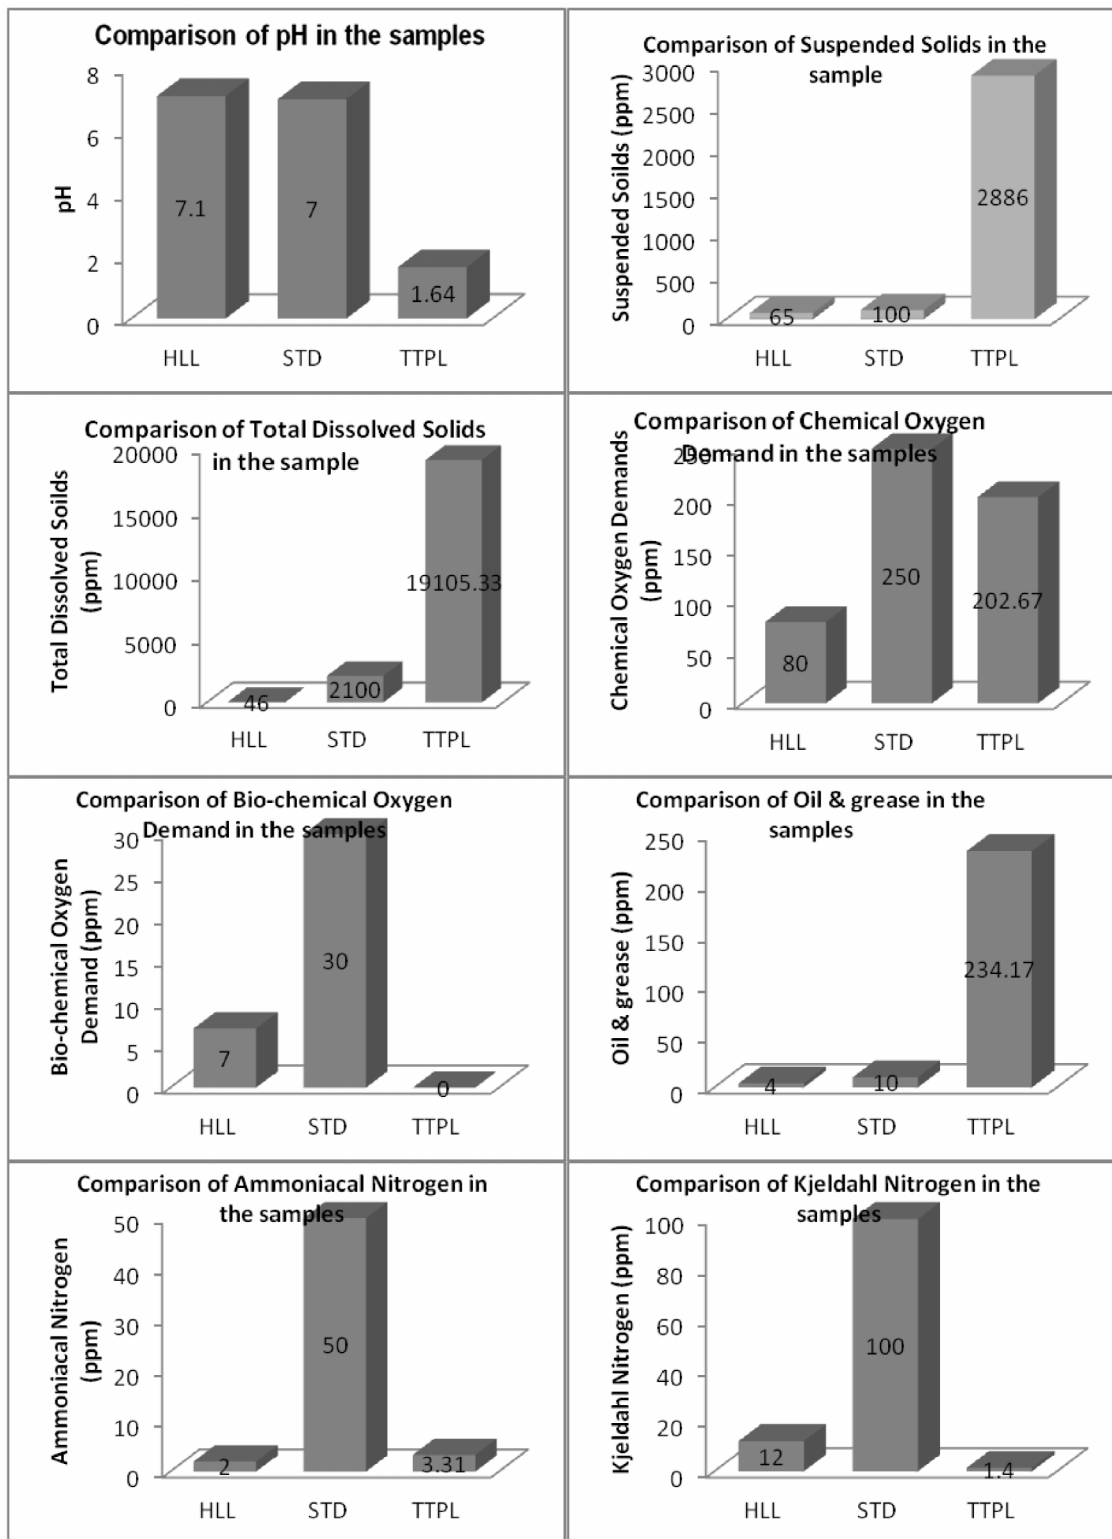 Comparison of pH in the samples
8
6
4
2
0
pH
7.1
7
1.64
HLL
STD
TTPL
Comparison of Suspended Solids in the
sample
3000
2500
2000
1500
1000
500
0
Suspended Soilds (ppm)
65
100
2886
HLL
STD
TTPL
Comparison of Total Dissolved Solids
in the sample
20000
15000
10000
5000
0
Total Dissolved Soilds
(ppm)
46
2100
19105.33
HLL
STD
TTPL
Comparison of Chemical Oxygen
Demand in the samples
250
200
150
100
50
0
Chemical Oxygen Demands
(ppm)
80
250
202.67
HLL
STD
TTPL
Comparison of Bio-chemical Oxygen
Demand in the samples
30
25
20
15
10
5
0
Bio-chemical Oxygen
Demand (ppm)
7
30
0
HLL
STD
TTPL
Comparison of Oil & grease in the
samples
250
200
150
100
50
0
Oil & grease (ppm)
4
10
234.17
HLL
STD
TTPL
Comparison of Ammoniacal Nitrogen in
the samples
50
40
30
20
10
0
Ammoniacal Nitrogen
(ppm)
2
50
3.31
HLL
STD
TTPL
Comparison of Kjeldahl Nitrogen in the
samples
100
80
60
40
20
0
Kjeldahl Nitrogen (ppm)
12
100
1.4
HLL
STD
TTPL